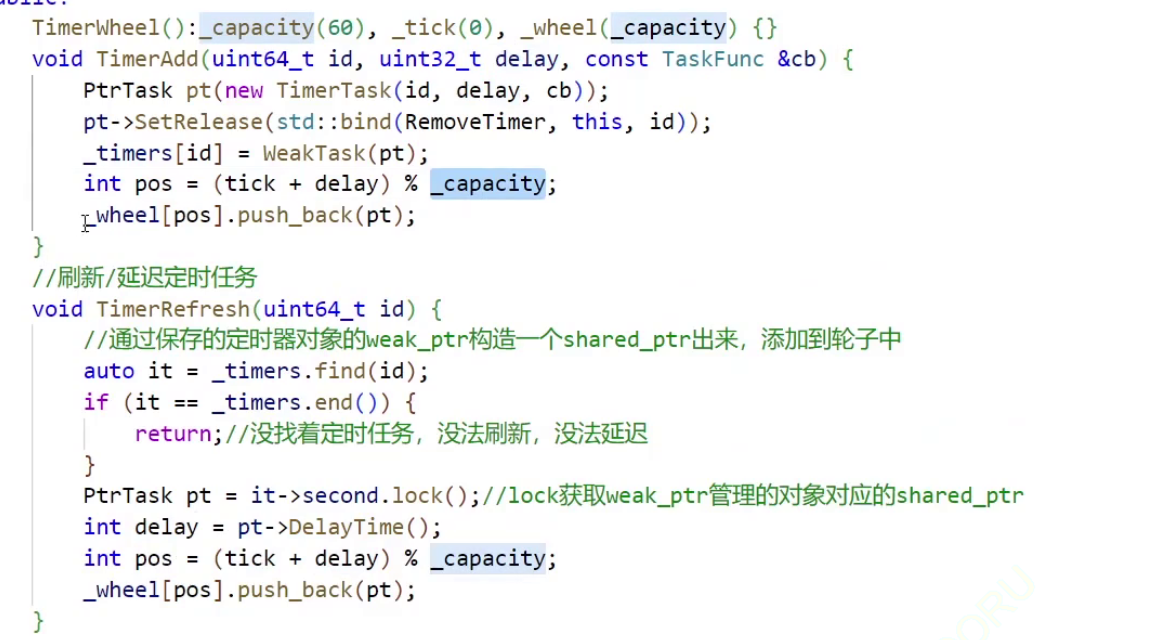 TimerWheel():_capacity(60), _tick(0), _wheel(_capacity) {}
void TimerAdd(uint64_t id, uint32_t delay, const TaskFunc &cb) {
PtrTask pt(new TimerTask(id, delay, cb));
pt->SetRelease(std::bind(RemoveTimer, this, id));
_timers[id] = WeakTask(pt);
int pos = (tick + delay) % _capacity;
_wheel[pos].push_back(pt);
}
//刷新/延迟定时任务
void TimerRefresh(uint64_t id) {
//通过保存的定时器对象的weak_ptr构造一个shared_ptr出来，添加到轮子中
auto it = _timers.find(id);
if (it == _timers.end()) {
return;//没找着定时任务，没法刷新，没法延迟
}
PtrTask pt = it->second.lock();//lock获取weak_ptr管理的对象对应的shared_ptr
int delay = pt->DelayTime();
int pos = (tick + delay) % _capacity;
_wheel[pos].push_back(pt);
}